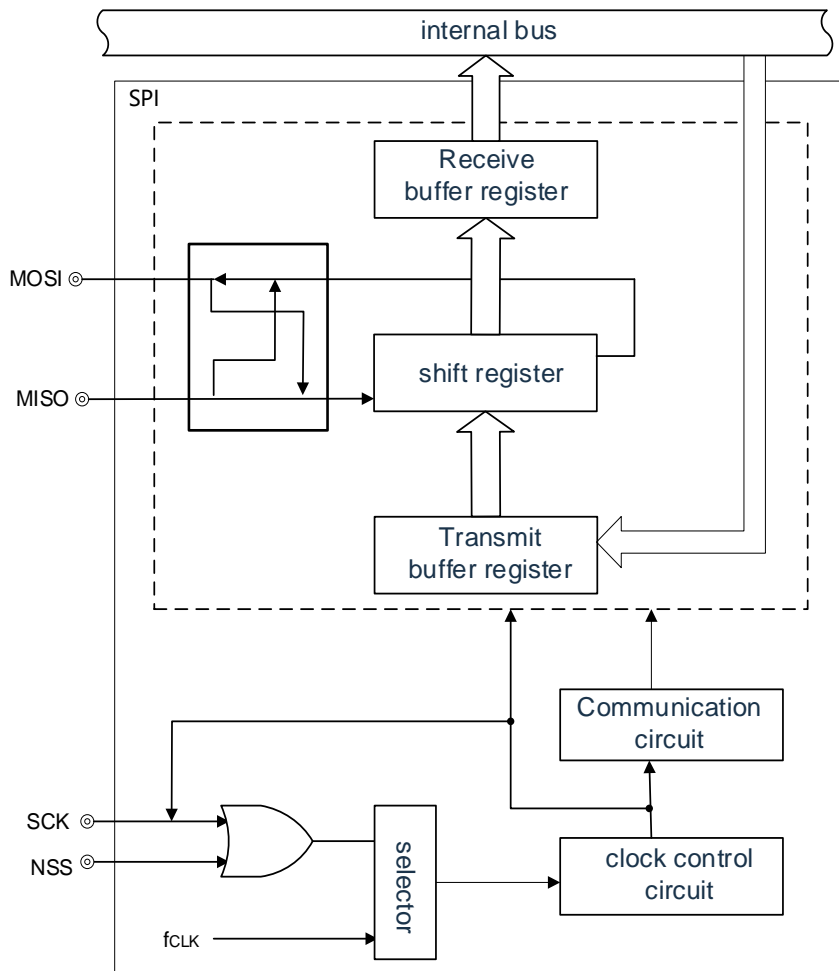 internal bus
SPI
Receive
buffer register
MOSI
shift register
MISO
Transmit
buffer register
Communication
circuit
SCK
NSS
selector
clock control
circuit
fCLK